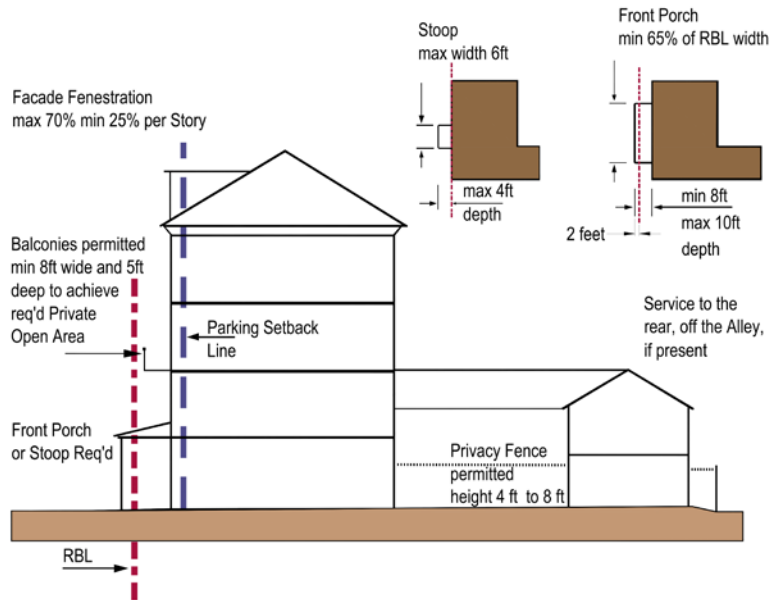 Stoop
max width 6ft
Front Porch
min 65% of RBL width
Facade Fenestration
max 70% min 25% per Story
max 4ft
depth
min 8ft
max 10ft
depth
2 feet
Balconies permitted
min 8ft wide and 5ft
deep to achieve
req'd Private
Open Area
Parking Setback
Line
Service to the
rear, off the Alley,
if present
Front Porch
or Stoop Req'd
Privacy Fence
permitted
height 4 ft to 8 ft
RBL